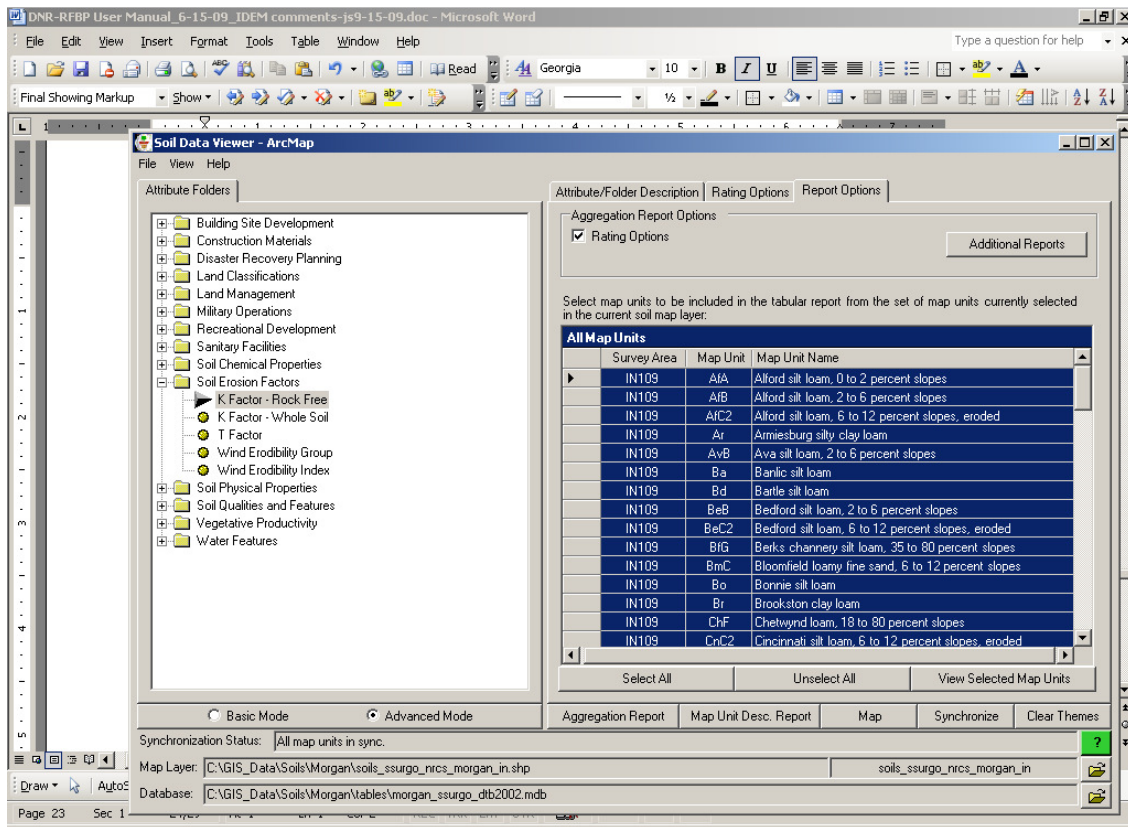 DNR-RFBP User Manual_6-15-09_IDEM comments-js9-15-09.doc - Microsoft Word
File Edit View Insert Format Tools Table Window Help Type a question for help
Read Georgia 10 B I U
Final Showing Markup Show ½
Soil Data Viewer - ArcMap
File View Help
Attribute Folders
Building Site Development
Construction Materials
Disaster Recovery Planning
Land Classifications
Land Management
Military Operations
Recreational Development
Sanitary Facilities
Soil Chemical Properties
Soil Erosion Factors
K Factor - Rock Free
K Factor - Whole Soil
T Factor
Wind Erodibility Group
Wind Erodibility Index
Soil Physical Properties
Soil Qualities and Features
Vegetative Productivity
Water Features
Basic Mode Advanced Mode
Attribute/Folder Description Rating Options Report Options
Aggregation Report Options
Rating Options
Additional Reports
Select map units to be included in the tabular report from the set of map units currently selected
in the current soil map layer:
All Map Units
Survey Area Map Unit Map Unit Name
IN109 AfA Alford silt loam, 0 to 2 percent slopes
IN109 AfB Alford silt loam, 2 to 6 percent slopes
IN109 AfC2 Alford silt loam, 6 to 12 percent slopes, eroded
IN109 Ar Armiesburg silty clay loam
IN109 AvB Ava silt loam, 2 to 6 percent slopes
IN109 Ba Banlic silt loam
IN109 Bd Bartle silt loam
IN109 BeB Bedford silt loam, 2 to 6 percent slopes
IN109 BeC2 Bedford silt loam, 6 to 12 percent slopes, eroded
IN109 BfG Berks channery silt loam, 35 to 80 percent slopes
IN109 BmC Bloomfield loamy fine sand, 6 to 12 percent slopes
IN109 Bo Bonnie silt loam
IN109 Br Brookston clay loam
IN109 ChF Chetwynd loam, 18 to 80 percent slopes
IN109 CnC2 Cincinnati silt loam, 6 to 12 percent slopes, eroded
Select All Unselect All View Selected Map Units
Aggregation Report Map Unit Desc. Report Map Synchronize Clear Themes
Synchronization Status: All map units in sync. ?
Map Layer: C:\GIS_Data\Soils\Morgan\soils_ssurgo_nrcs_morgan_in.shp soils_ssurgo_nrcs_morgan_in
Database: C:\GIS_Data\Soils\Morgan\tables\morgan_ssurgo_dtb2002.mdb
Draw AutoS
Page 23 Sec 1